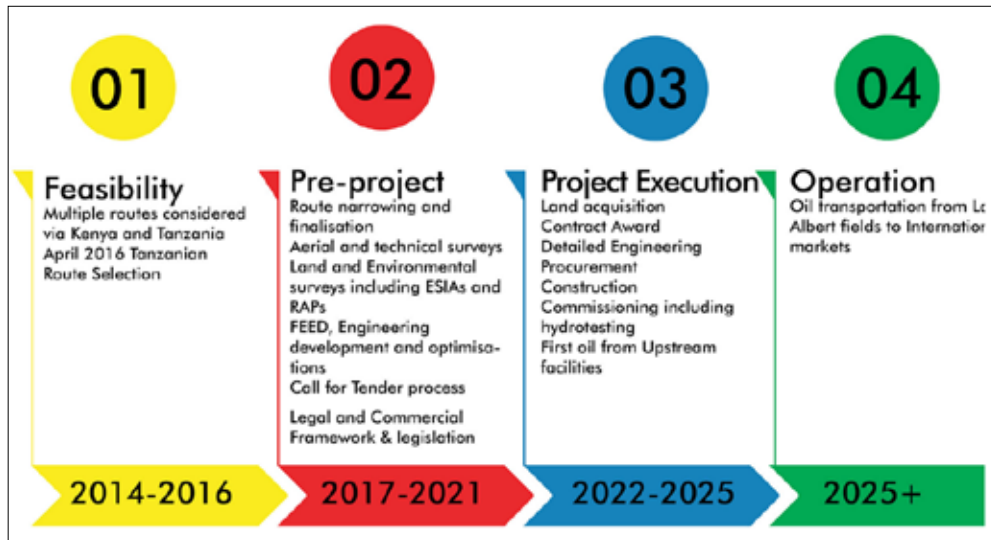 01
Feasibility
Multiple routes considered
via Kenya and Tanzania
April 2016 Tanzanian
Route Selection
2014-2016
02
Pre-project
Route narrowing and
finalisation
Aerial and technical surveys
Land and Environmental
surveys including ESIAs and
RAPs
FEED, Engineering
development and optimisa-
tions
Call for Tender process
Legal and Commercial
Framework & legislation
2017-2021
03
Project Execution
Land acquisition
Contract Award
Detailed Engineering
Procurement
Construction
Commissioning including
hydrotesting
First oil from Upstream
facilities
2022-2025
04
Operation
Oil transportation from
Albert fields to
markets
2025+